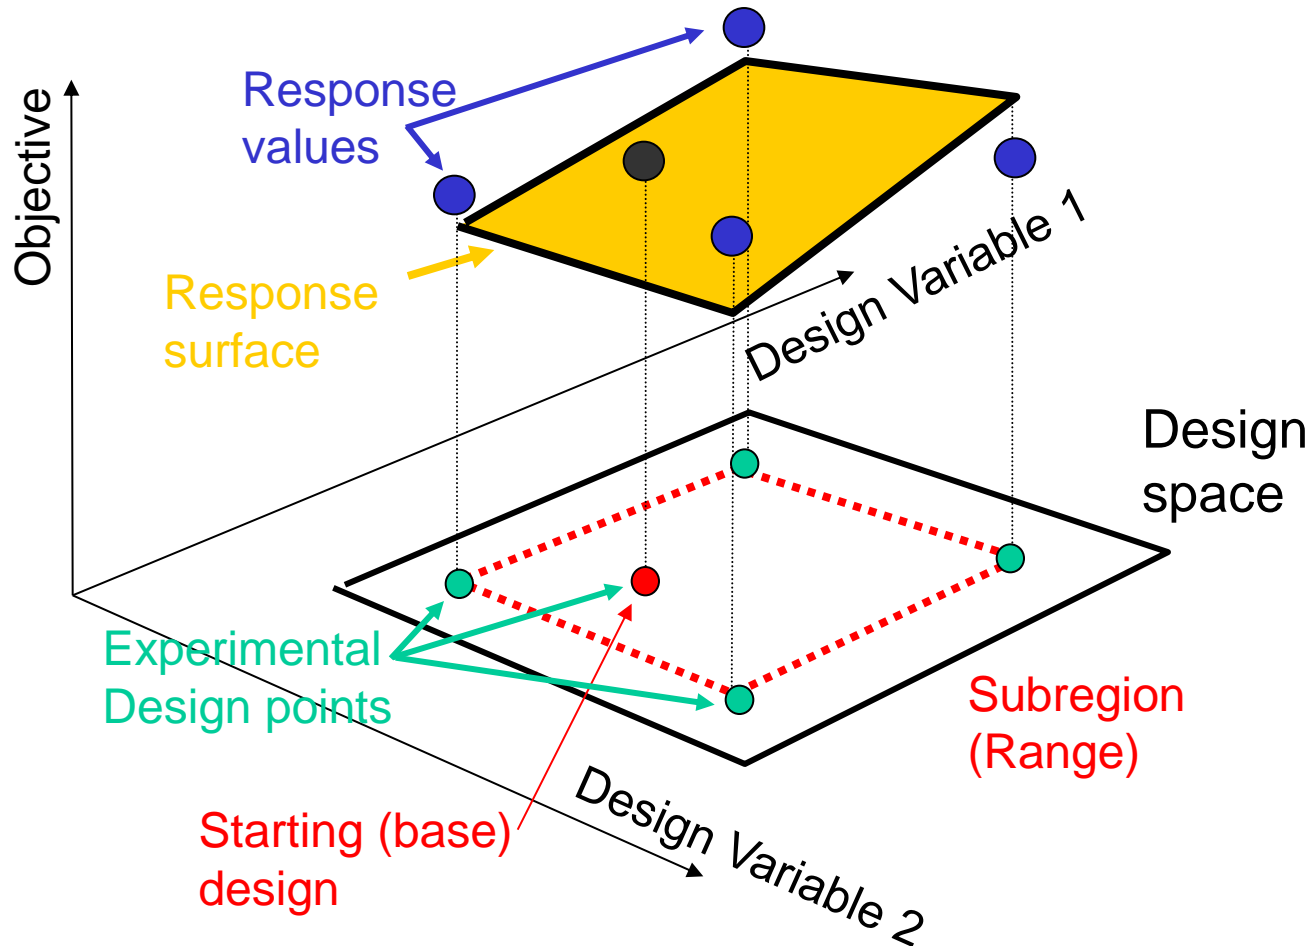 Objective
Response
values
Response
surface
Design Variable 1
Design
space
Experimental
Design points
Subregion
(Range)
Starting (base)
design
Design Variable 2